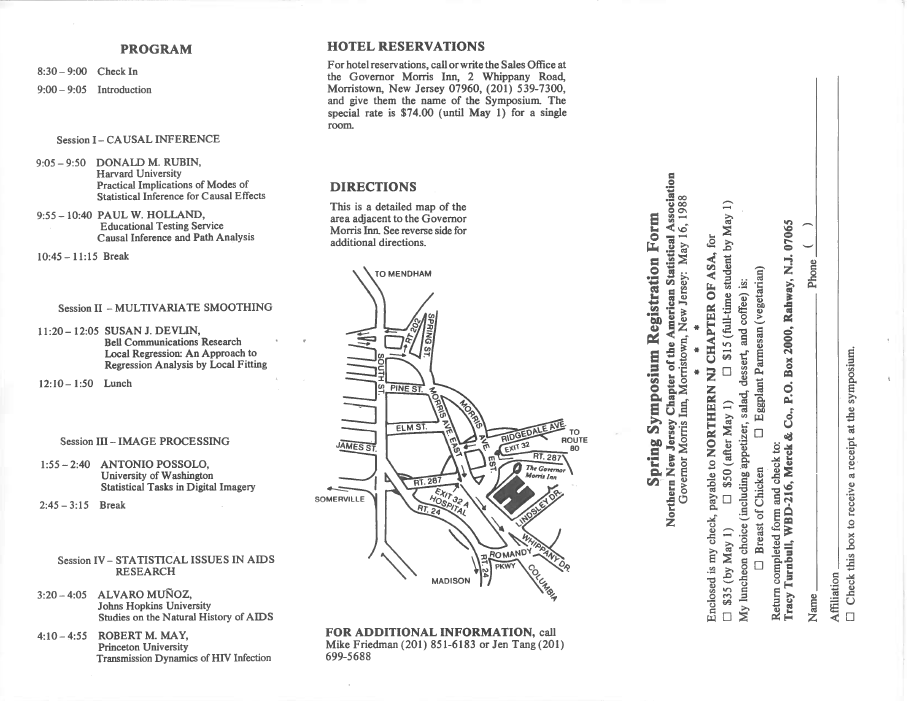 PROGRAM
8:30 – 9:00 Check In
9:00 – 9:05 Introduction
Session I – CAUSAL INFERENCE
9:05 – 9:50 DONALD M. RUBIN,
Harvard University
Practical Implications of Modes of
Statistical Inference for Causal Effects
9:55 – 10:40 PAUL W. HOLLAND,
Educational Testing Service
Causal Inference and Path Analysis
10:45 – 11:15 Break
Session II – MULTIVARIATE SMOOTHING
11:20 – 12:05 SUSAN J. DEVLIN,
Bell Communications Research
Local Regression: An Approach to
Regression Analysis by Local Fitting
12:10 – 1:50 Lunch
Session III – IMAGE PROCESSING
1:55 – 2:40 ANTONIO POSSOLO,
University of Washington
Statistical Tasks in Digital Imagery
2:45 – 3:15 Break
Session IV – STATISTICAL ISSUES IN AIDS
RESEARCH
3:20 – 4:05 ALVARO MUÑOZ,
Johns Hopkins University
Studies on the Natural History of AIDS
4:10 – 4:55 ROBERT M. MAY,
Princeton University
Transmission Dynamics of HIV Infection
HOTEL RESERVATIONS
For hotel reservations, call or write the Sales Office at
the Governor Morris Inn, 2 Whippany Road,
Morristown, New Jersey 07960, (201) 539-7300,
and give them the name of the Symposium. The
special rate is $74.00 (until May 1) for a single
room.
DIRECTIONS
This is a detailed map of the
area adjacent to the Governor
Morris Inn. See reverse side for
additional directions.
TO MENDHAM
RT 202
SPRING ST.
SOUTH ST.
PINE ST.
MORRIS AVE EAST
MORRIS AVE EAST
ELM ST.
RIDGEDALE AVE.
TO
ROUTE
80
EXIT 32
JAMES ST.
RT. 287
The Governor
Morris Inn
RT. 287
SOMERVILLE
EXIT 32 A
HOSPITAL
RT. 24
LINDSLEY DR.
WHIPPANY DR.
NORMANDY
PKWY
RT 24
COLUMBIA
MADISON
FOR ADDITIONAL INFORMATION, call
Mike Friedman (201) 851-6183 or Jen Tang (201)
699-5688
Spring Symposium Registration Form
Northern New Jersey Chapter of the American Statistical Association
Governor Morris Inn, Morristown, New Jersey: May 16, 1988
* * *
Enclosed is my check, payable to NORTHERN NJ CHAPTER OF ASA, for
☐ $35 (by May 1) ☐ $50 (after May 1) ☐ $15 (full-time student by May 1)
My luncheon choice (including appetizer, salad, dessert, and coffee) is:
☐ Breast of Chicken ☐ Eggplant Parmesan (vegetarian)
Return completed form and check to:
Tracy Turnbull, WBD-216, Merck & Co., P.O. Box 2000, Rahway, N.J. 07065
Name Phone ( )
Affiliation
☐ Check this box to receive a receipt at the symposium.